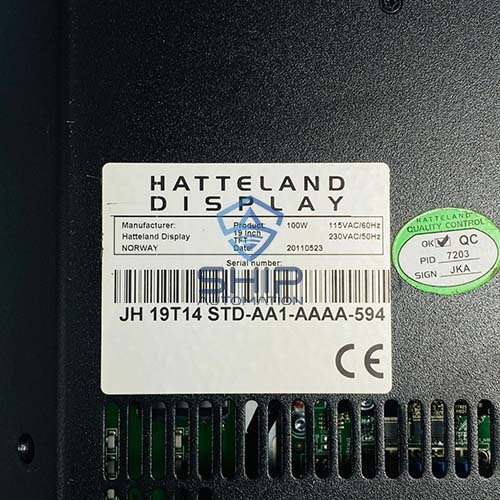 HATTELAND
DISPLAY
Manufacturer: Product 100W 115VAC/60Hz
Hatteland Display 19 inch 230VAC/50Hz
NORWAY TFT 20110523
Serial number:
SHIP
AUTOMATION
JH 19T14 STD-AA1-AAAA-594
CE
HATTELAND
QUALITY CONTROL
OK QC
PID 7203
SIGN JKA